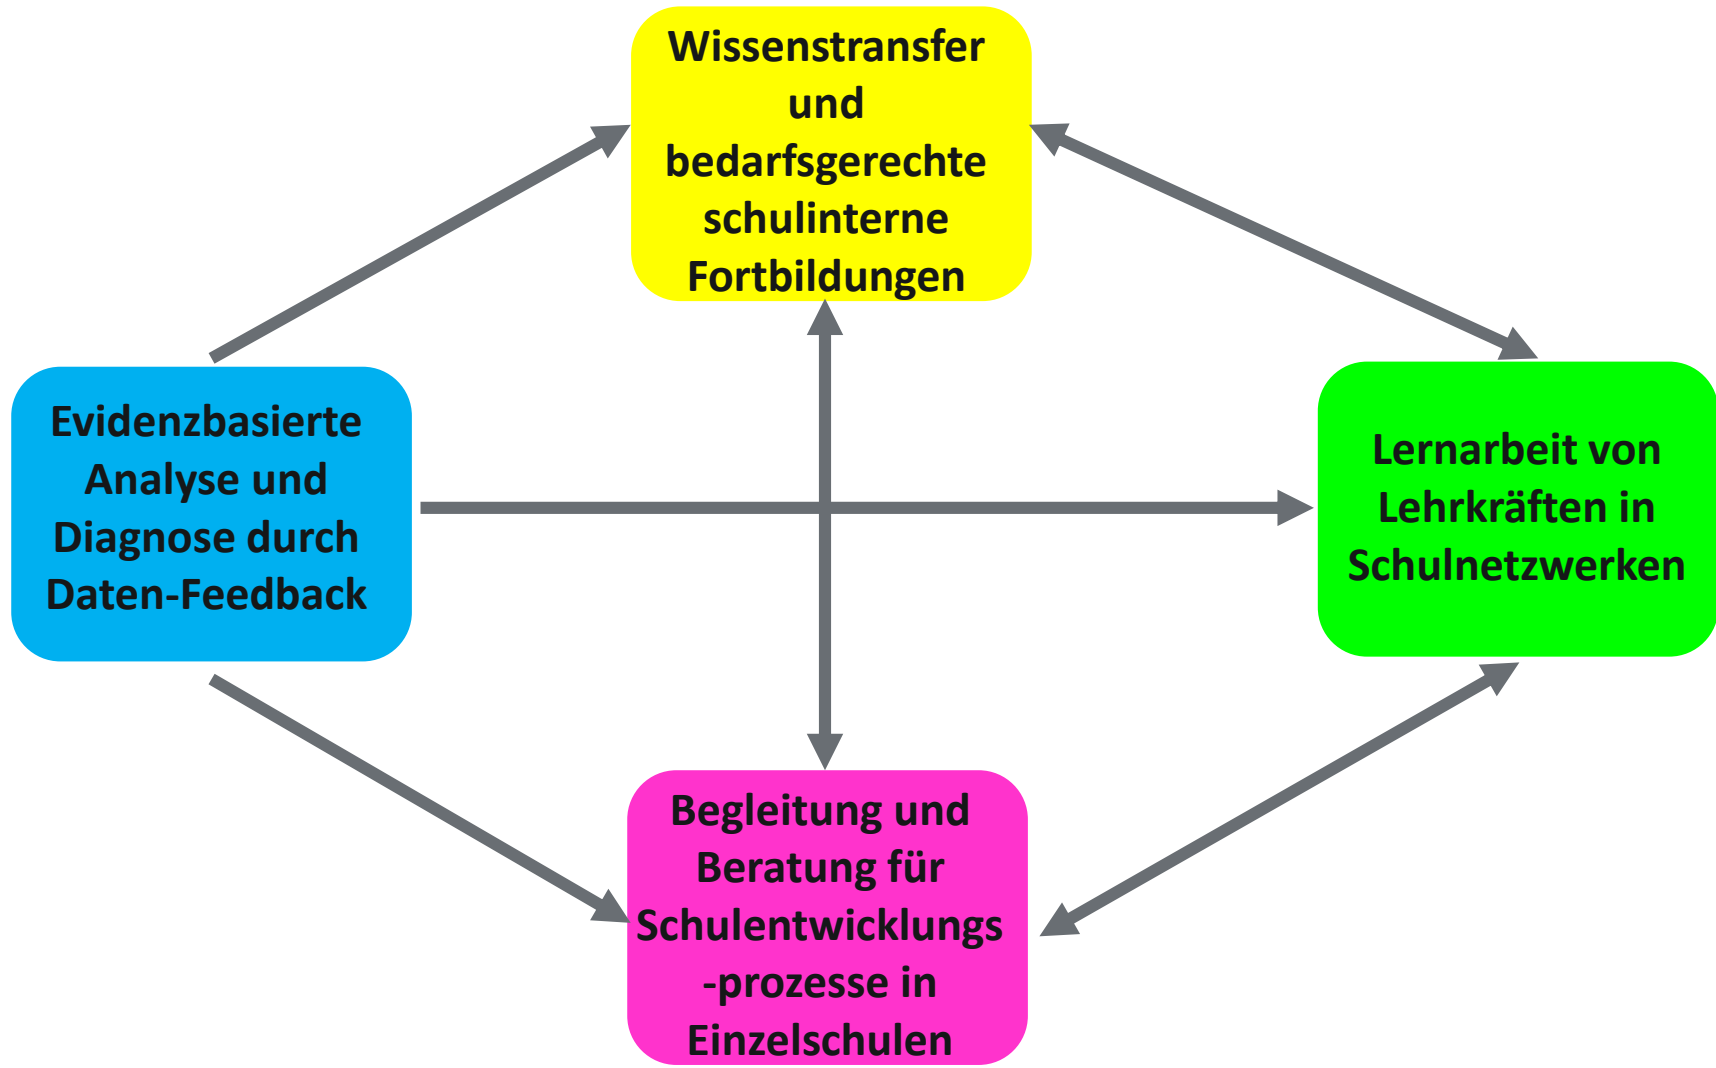 Wissenstransfer
und
bedarfsgerechte
schulinterne
Fortbildungen
Evidenzbasierte
Analyse und
Diagnose durch
Daten-Feedback
Lernarbeit von
Lehrkräften in
Schulnetzwerken
Begleitung und
Beratung für
Schulentwicklungs
-prozesse in
Einzelschulen